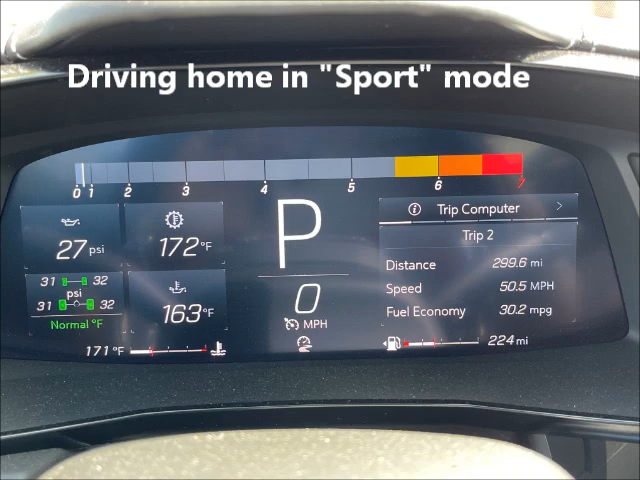 Driving home in "Sport" mode
0 1 2 3 4 5 6 7
27 psi
172 °F
31 32
psi
31 32
Normal °F
163 °F
171 °F
P
0
MPH
Trip Computer >
Trip 2
Distance 299.6 mi
Speed 50.5 MPH
Fuel Economy 30.2 mpg
224 mi